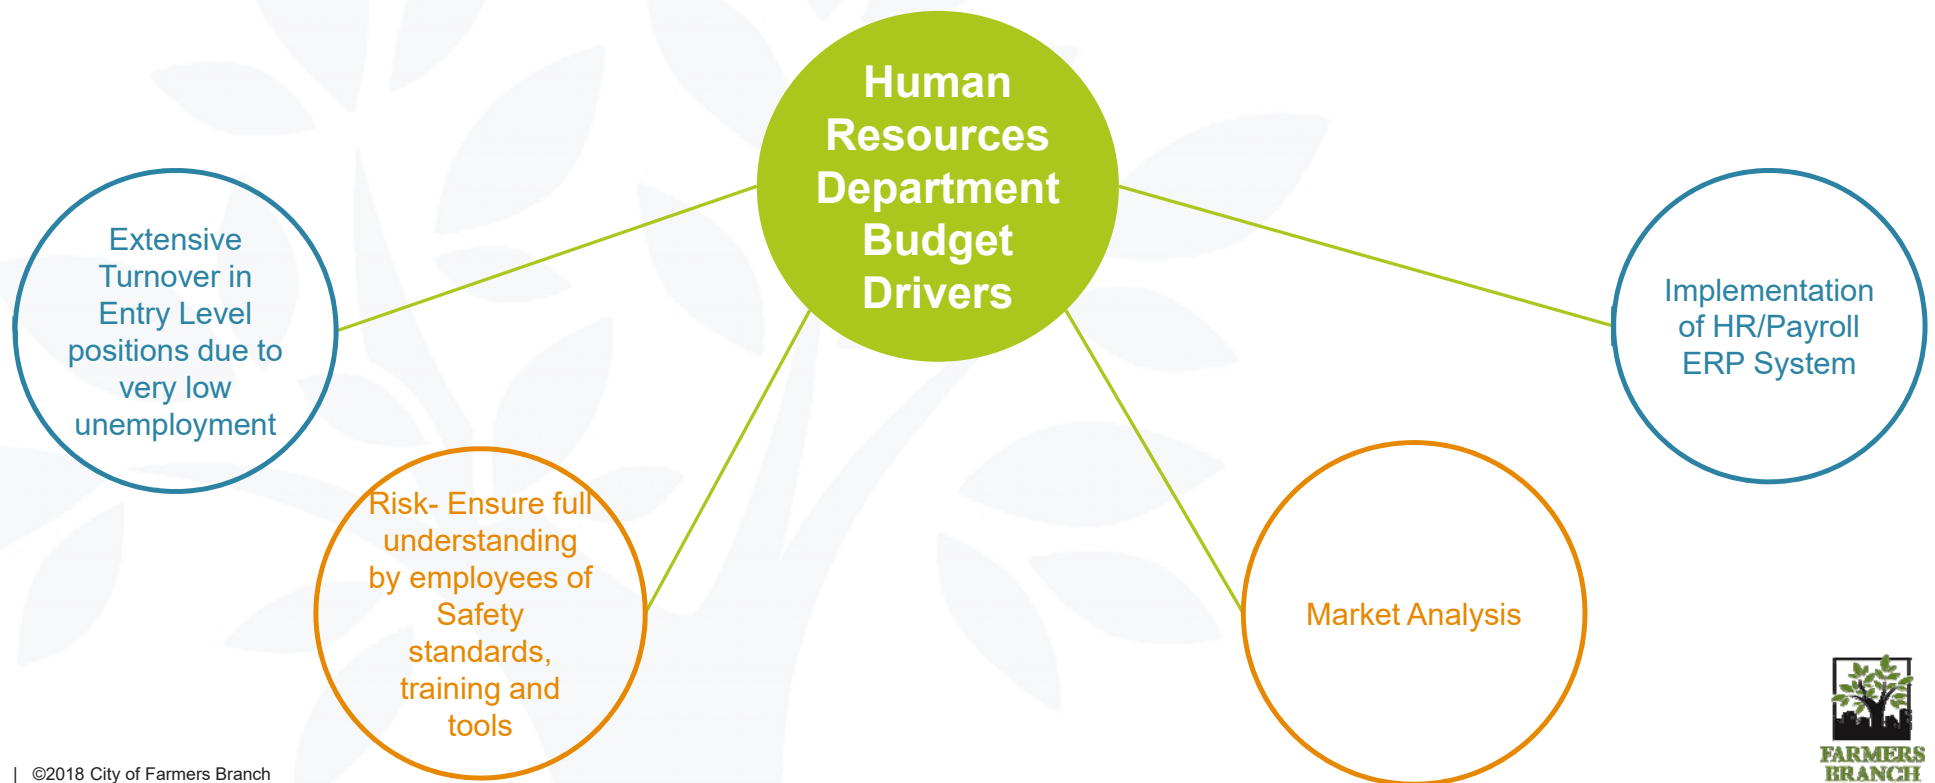 Human
Resources
Department
Budget
Drivers
Extensive
Turnover in
Entry Level
positions due to
very low
unemployment
Risk- Ensure full
understanding
by employees of
Safety
standards,
training and
tools
Market Analysis
Implementation
of HR/Payroll
ERP System
| ©2018 City of Farmers Branch
FARMERS
BRANCH